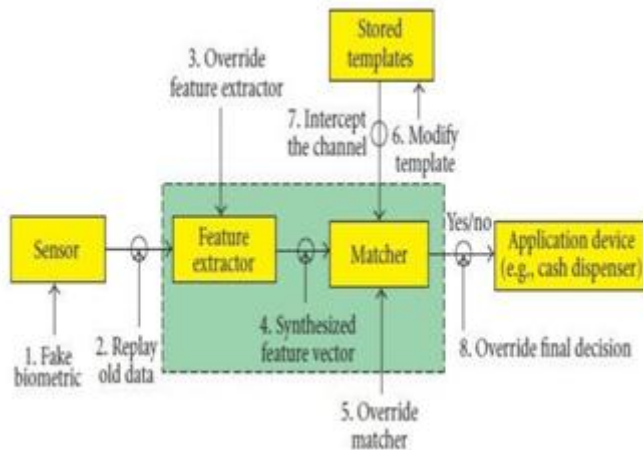 Stored
templates
3. Override
feature extractor
7. Intercept
the channel
6. Modify
template
Sensor
Feature
extractor
Matcher
Yes/no
Application device
(e.g., cash dispenser)
1. Fake
biometric
2. Replay
old data
4. Synthesized
feature vector
8. Override final decision
5. Override
matcher